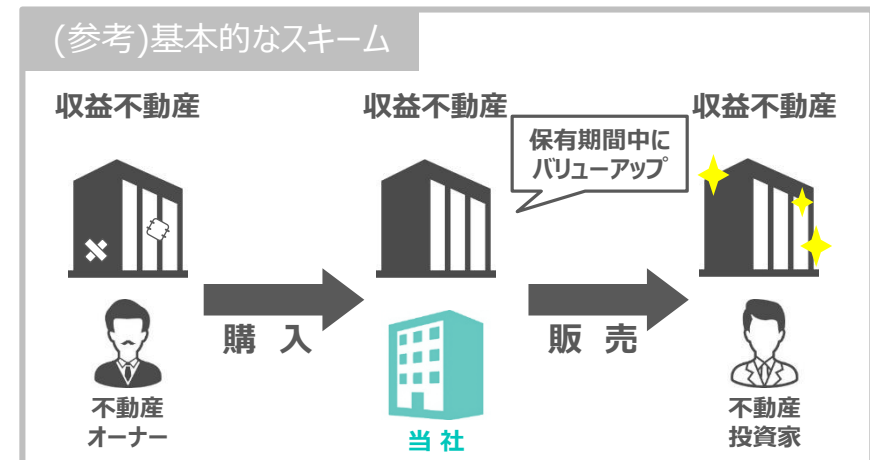 (参考)基本的なスキーム
収益不動産
収益不動産
収益不動産
保有期間中に
バリューアップ
購 入
販 売
不動産
オーナー
当 社
不動産
投資家